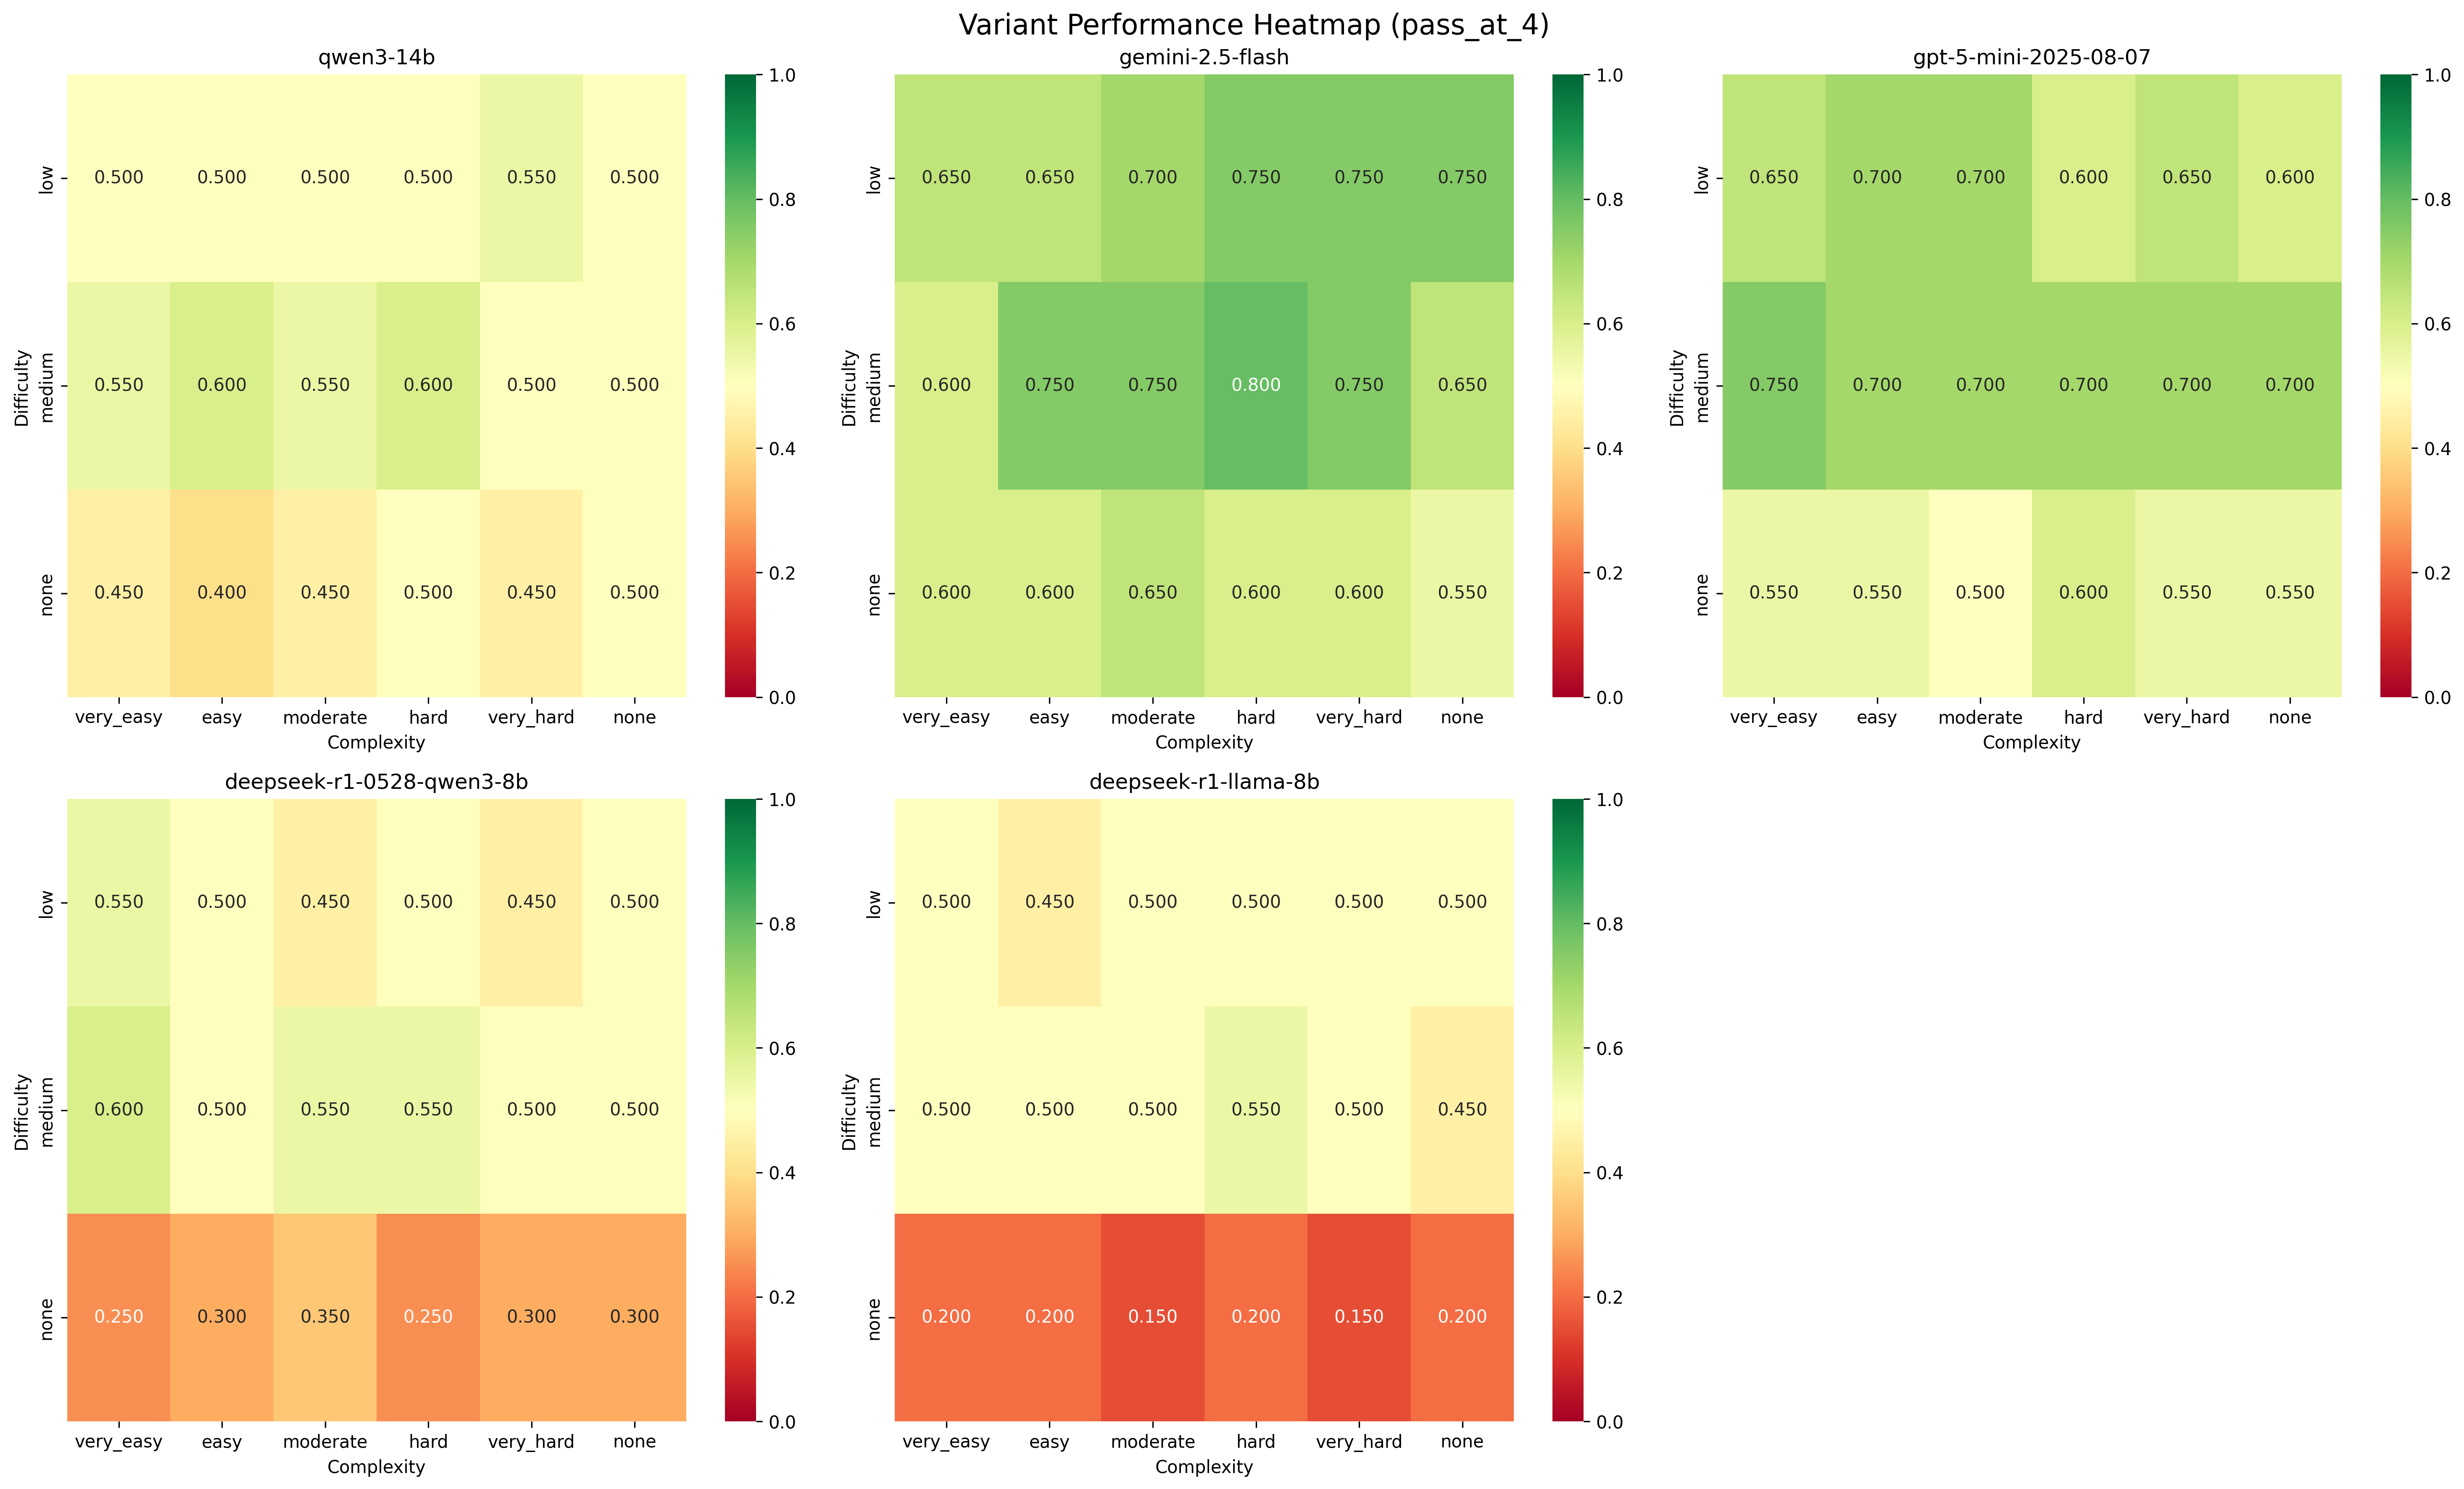 Variant Performance Heatmap (pass_at_4)
qwen3-14b
Difficulty
low
0.500 0.500 0.500 0.500 0.550 0.500
medium
0.550 0.600 0.550 0.600 0.500 0.500
none
0.450 0.400 0.450 0.500 0.450 0.500
very_easy easy moderate hard very_hard none
Complexity
1.0
0.8
0.6
0.4
0.2
0.0
gemini-2.5-flash
Difficulty
low
0.650 0.650 0.700 0.750 0.750 0.750
medium
0.600 0.750 0.750 0.800 0.750 0.650
none
0.600 0.600 0.650 0.600 0.600 0.550
very_easy easy moderate hard very_hard none
Complexity
1.0
0.8
0.6
0.4
0.2
0.0
gpt-5-mini-2025-08-07
Difficulty
low
0.650 0.700 0.700 0.600 0.650 0.600
medium
0.750 0.700 0.700 0.700 0.700 0.700
none
0.550 0.550 0.500 0.600 0.550 0.550
very_easy easy moderate hard very_hard none
Complexity
1.0
0.8
0.6
0.4
0.2
0.0
deepseek-r1-0528-qwen3-8b
Difficulty
low
0.550 0.500 0.450 0.500 0.450 0.500
medium
0.600 0.500 0.550 0.550 0.500 0.500
none
0.250 0.300 0.350 0.250 0.300 0.300
very_easy easy moderate hard very_hard none
Complexity
1.0
0.8
0.6
0.4
0.2
0.0
deepseek-r1-llama-8b
Difficulty
low
0.500 0.450 0.500 0.500 0.500 0.500
medium
0.500 0.500 0.500 0.550 0.500 0.450
none
0.200 0.200 0.150 0.200 0.150 0.200
very_easy easy moderate hard very_hard none
Complexity
1.0
0.8
0.6
0.4
0.2
0.0